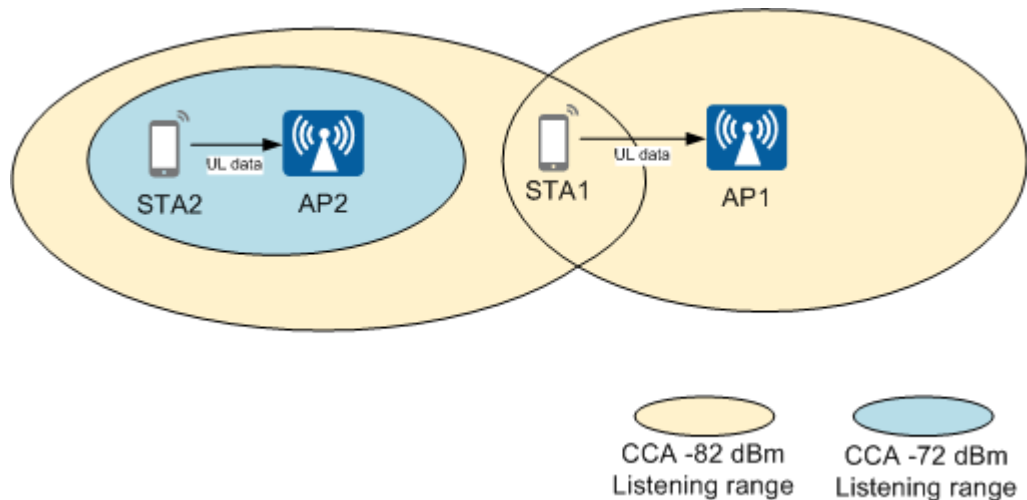 UL data
STA2
AP2
UL data
STA1
AP1
CCA -82 dBm
Listening range
CCA -72 dBm
Listening range